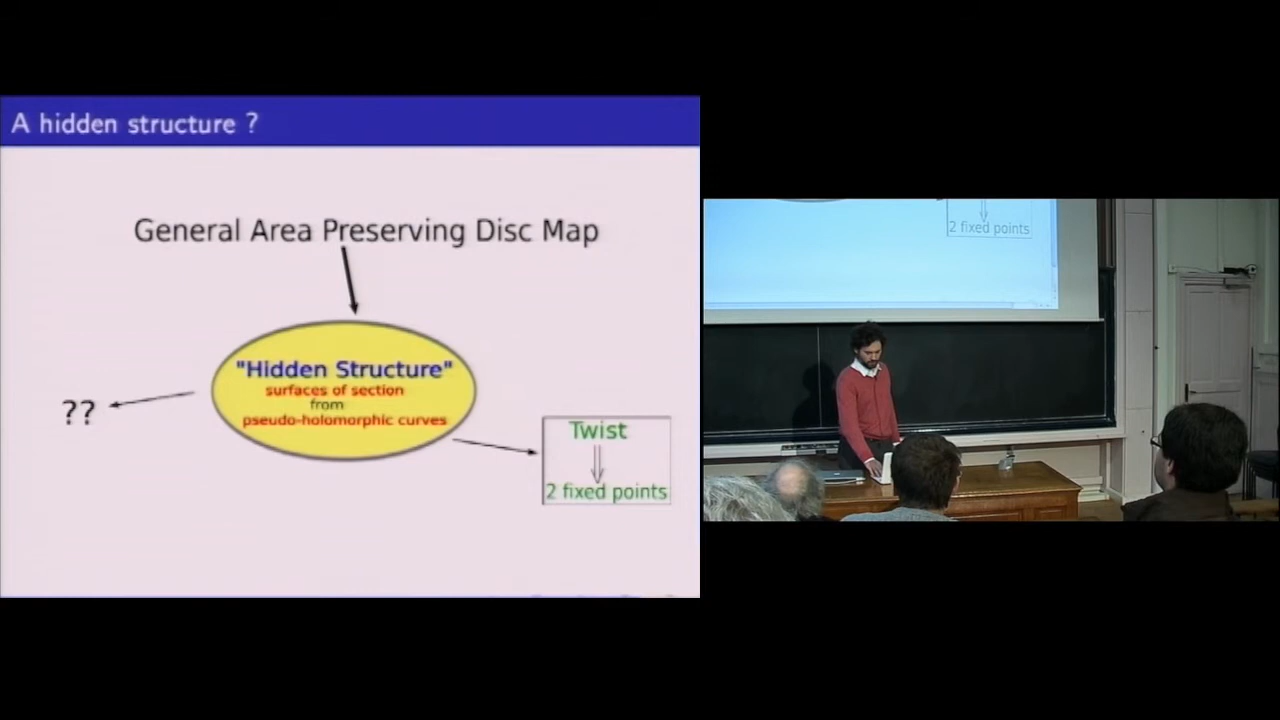 A hidden structure ?
General Area Preserving Disc Map
"Hidden Structure"
surfaces of section
from
pseudo-holomorphic curves
??
Twist
2 fixed points
2 fixed points